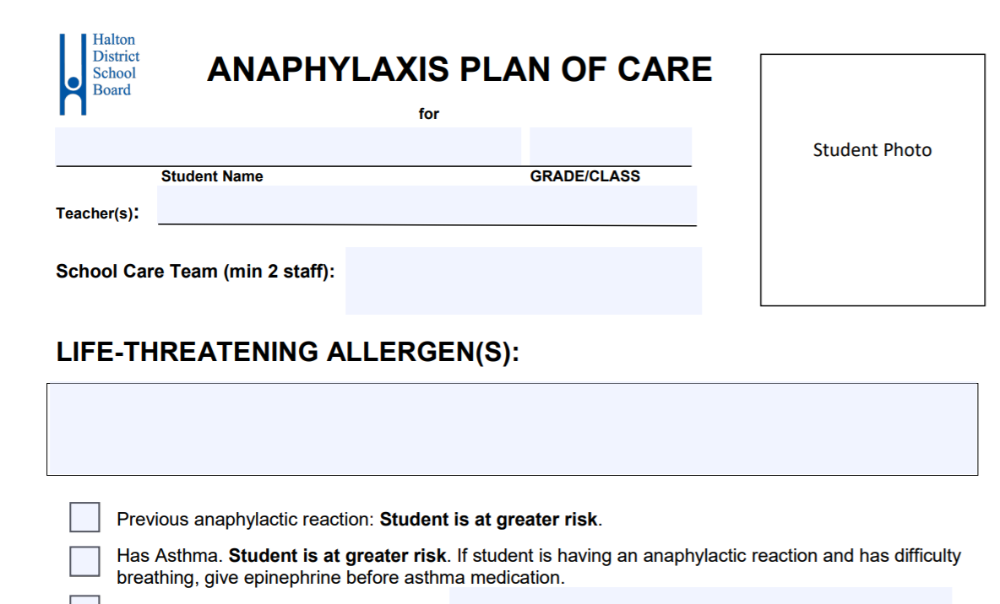 Halton
District
School
Board
ANAPHYLAXIS PLAN OF CARE
for
Student Photo
Student Name GRADE/CLASS
Teacher(s):
School Care Team (min 2 staff):
LIFE-THREATENING ALLERGEN(S):
Previous anaphylactic reaction: Student is at greater risk.
Has Asthma. Student is at greater risk. If student is having an anaphylactic reaction and has difficulty
breathing, give epinephrine before asthma medication.